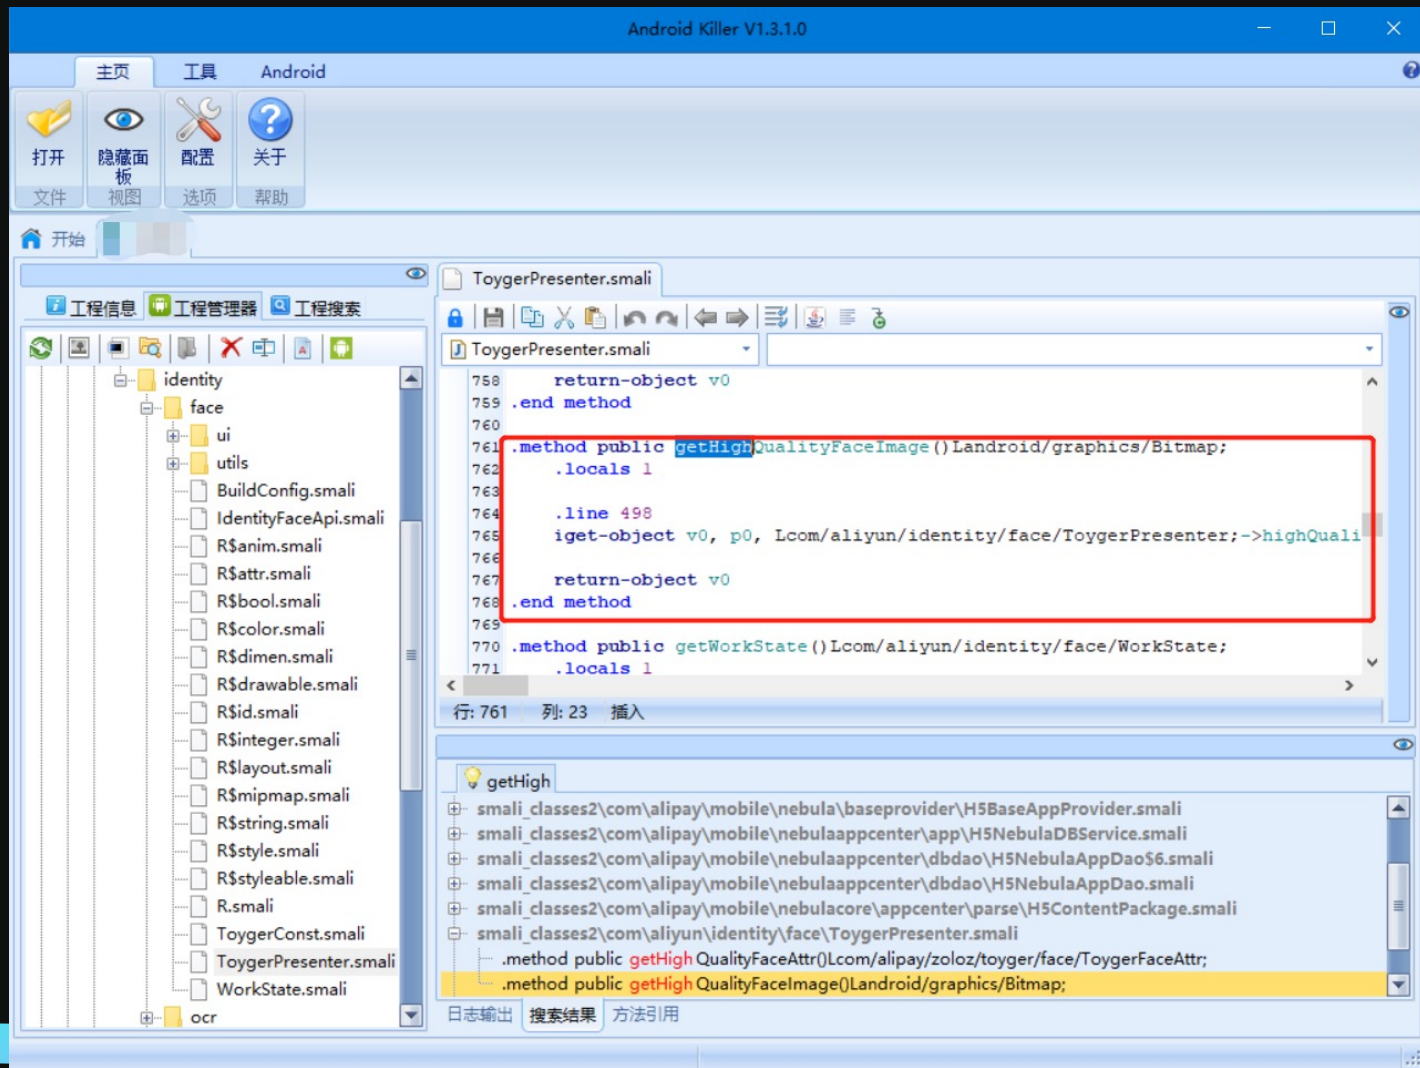 Android Killer V1.3.1.0
主页 工具 Android
打开 隐藏面板 配置 关于
文件 视图 选项 帮助
开始
工程信息 工程管理器 工程搜索
identity
face
ui
utils
BuildConfig.smali
IdentityFaceApi.smali
R$anim.smali
R$attr.smali
R$bool.smali
R$color.smali
R$dimen.smali
R$drawable.smali
R$id.smali
R$integer.smali
R$layout.smali
R$mipmap.smali
R$string.smali
R$style.smali
R$styleable.smali
R.smali
ToygerConst.smali
ToygerPresenter.smali
WorkState.smali
ocr
ToygerPresenter.smali
ToygerPresenter.smali
758 return-object v0
759 .end method
760
761 .method public getHighQualityFaceImage()Landroid/graphics/Bitmap;
762 .locals 1
763
764 .line 498
765 iget-object v0, p0, Lcom/aliyun/identity/face/ToygerPresenter;->highQuali
766
767 return-object v0
768 .end method
769
770 .method public getWorkState()Lcom/aliyun/identity/face/WorkState;
771 .locals 1
行: 761 列: 23 插入
getHigh
smali_classes2\com\alipay\mobile\nebula\baseprovider\H5BaseAppProvider.smali
smali_classes2\com\alipay\mobile\nebulaappcenter\app\H5NebulaDBService.smali
smali_classes2\com\alipay\mobile\nebulaappcenter\dbdao\H5NebulaAppDao$6.smali
smali_classes2\com\alipay\mobile\nebulaappcenter\dbdao\H5NebulaAppDao.smali
smali_classes2\com\alipay\mobile\nebulacore\appcenter\parse\H5ContentPackage.smali
smali_classes2\com\aliyun\identity\face\ToygerPresenter.smali
.method public getHighQualityFaceAttr()Lcom/alipay/zoloz/toyger/face/ToygerFaceAttr;
.method public getHighQualityFaceImage()Landroid/graphics/Bitmap;
日志输出 搜索结果 方法引用